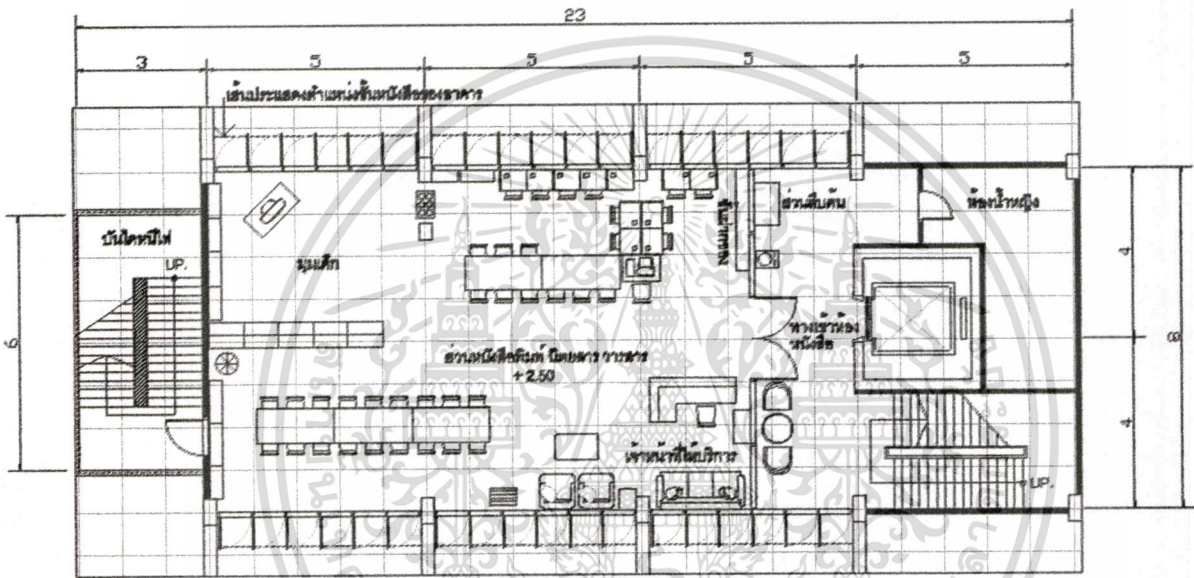 23
3
5
5
5
5
เส้นประแสดงตำแหน่งชั้นหนังสือของอาคาร
บันไดหนีไฟ
UP.
มุมเด็ก
ส่วนสืบค้น
ห้องน้ำหญิง
ทางเข้าห้อง
หนังสือ
ส่วนหนังสือพิมพ์ นิตยสาร วารสาร
+ 2.50
เจ้าหน้าที่ให้บริการ
UP.
6
4
4
8